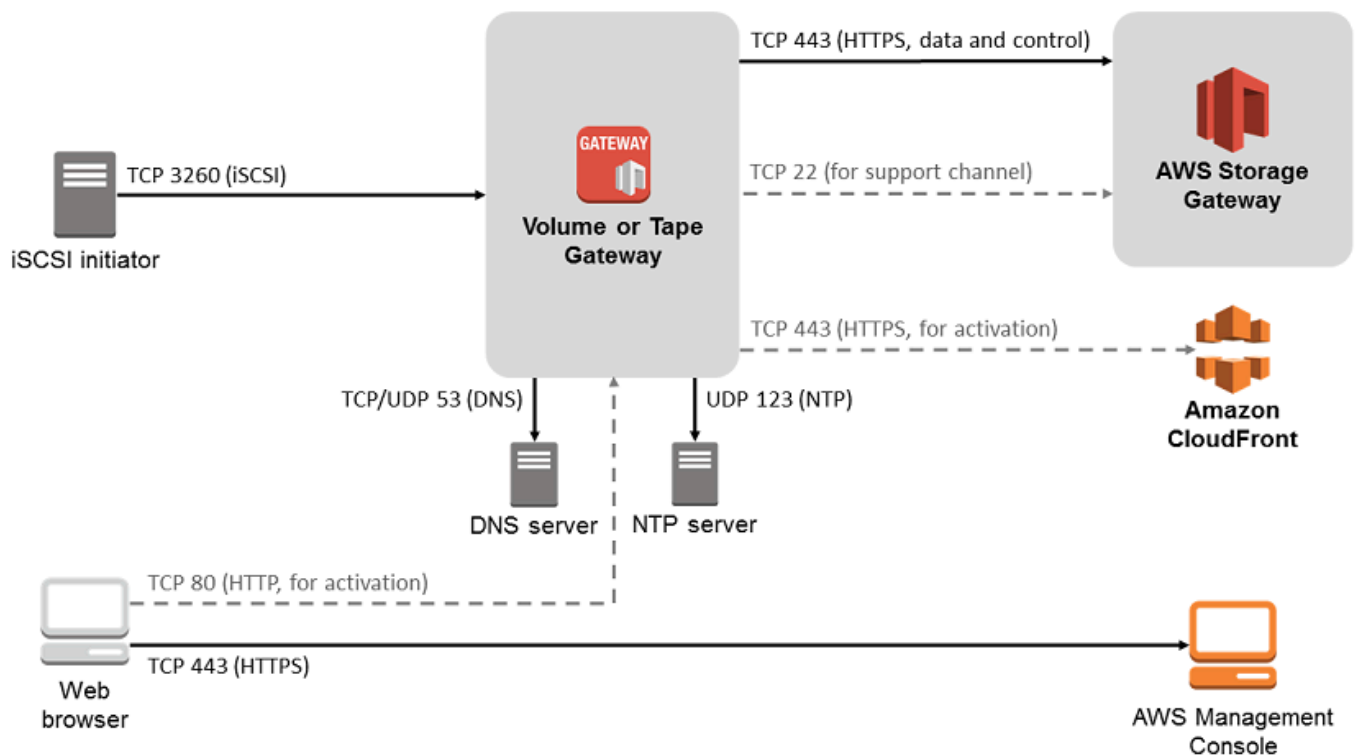 TCP 443 (HTTPS, data and control)
GATEWAY
TCP 3260 (iSCSI)
TCP 22 (for support channel)
AWS Storage
Gateway
Volume or Tape
Gateway
iSCSI initiator
TCP 443 (HTTPS, for activation)
TCP/UDP 53 (DNS)
UDP 123 (NTP)
Amazon
CloudFront
DNS server
NTP server
TCP 80 (HTTP, for activation)
TCP 443 (HTTPS)
Web
browser
AWS Management
Console